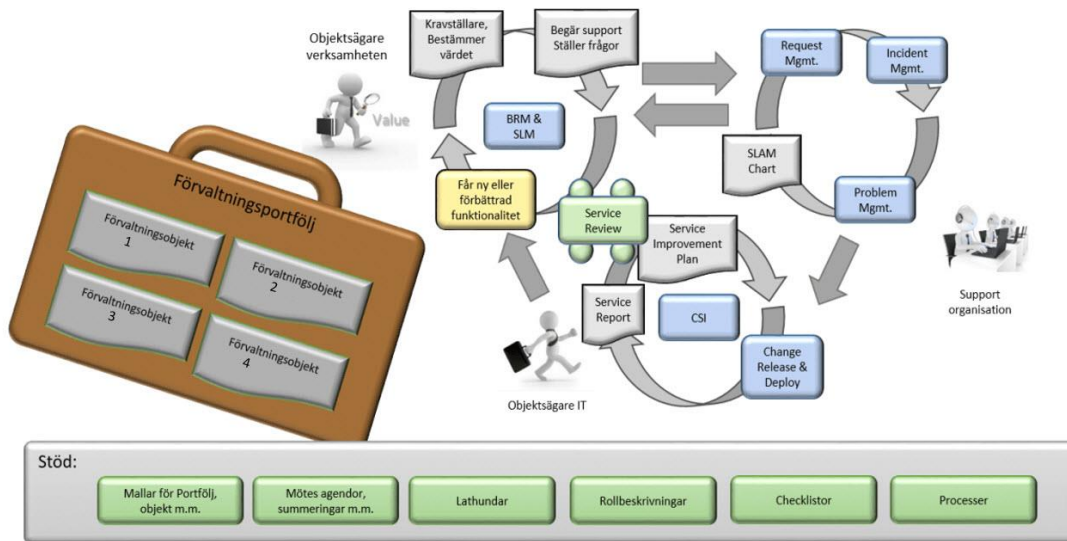 Objektsägare
verksamheten
Value
Kravställare,
Bestämmer
värdet
Begär support
Ställer frågor
BRM &
SLM
Får ny eller
förbättrad
funktionalitet
Service
Review
Request
Mgmt.
Incident
Mgmt.
SLAM
Chart
Problem
Mgmt.
Support
organisation
Service
Improvement
Plan
Service
Report
CSI
Change
Release &
Deploy
Objektsägare IT
Förvaltningsportfölj
Förvaltningsobjekt
1
Förvaltningsobjekt
2
Förvaltningsobjekt
3
Förvaltningsobjekt
4
Stöd:
Mallar för Portfölj,
objekt m.m.
Mötes agendor,
summeringar m.m.
Lathundar
Rollbeskrivningar
Checklistor
Processer